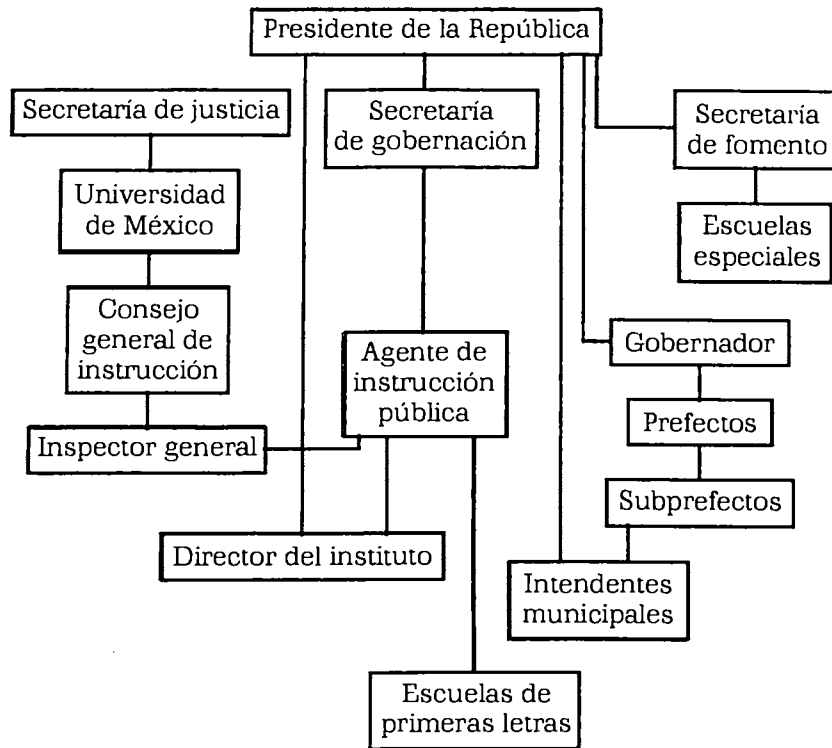 Presidente de la República
Secretaría de justicia
Secretaría
de gobernación
Secretaría
de fomento
Universidad
de México
Escuelas
especiales
Consejo
general de
instrucción
Agente de
instrucción
pública
Gobernador
Prefectos
Inspector general
Subprefectos
Director del instituto
Intendentes
municipales
Escuelas de
primeras letras